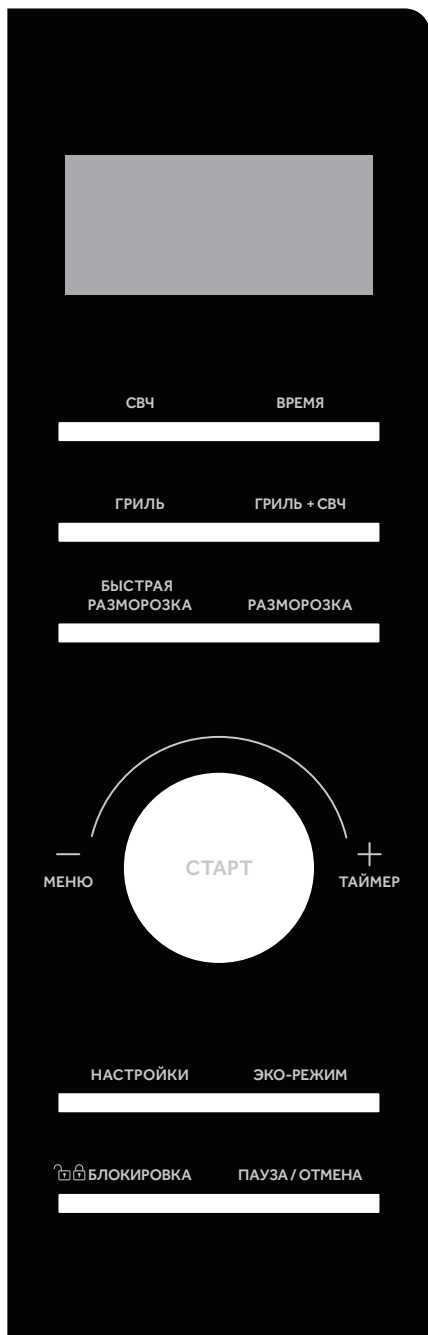 СВЧ ВРЕМЯ
ГРИЛЬ ГРИЛЬ + СВЧ
БЫСТРАЯ
РАЗМОРОЗКА РАЗМОРОЗКА
СТАРТ
МЕНЮ ТАЙМЕР
НАСТРОЙКИ ЭКО-РЕЖИМ
БЛОКИРОВКА ПАУЗА / ОТМЕНА